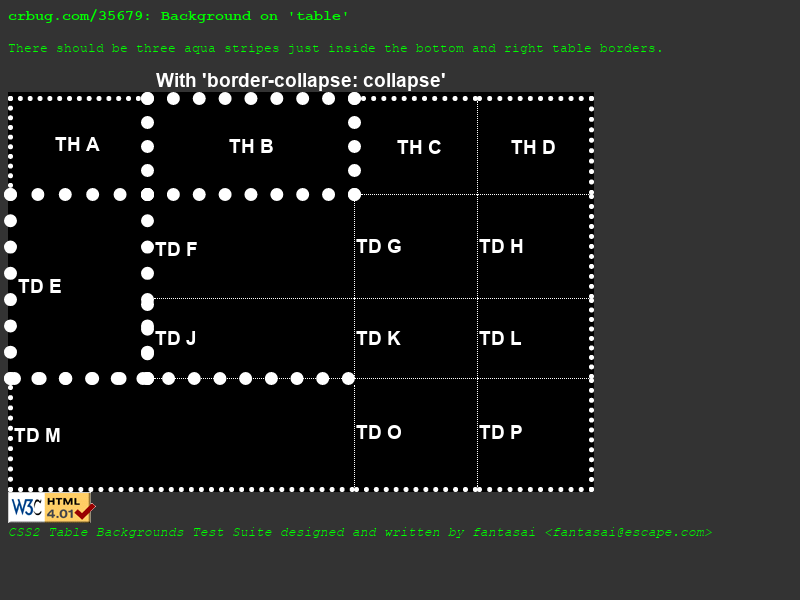 crbug.com/35679: Background on 'table'
There should be three aqua stripes just inside the bottom and right table borders.
With 'border-collapse: collapse'
TH A TH B TH C TH D
TD E TD F TD G TD H
TD J TD K TD L
TD M TD O TD P
W3C HTML 4.01
CSS2 Table Backgrounds Test Suite designed and written by fantasai <fantasai@escape.com>